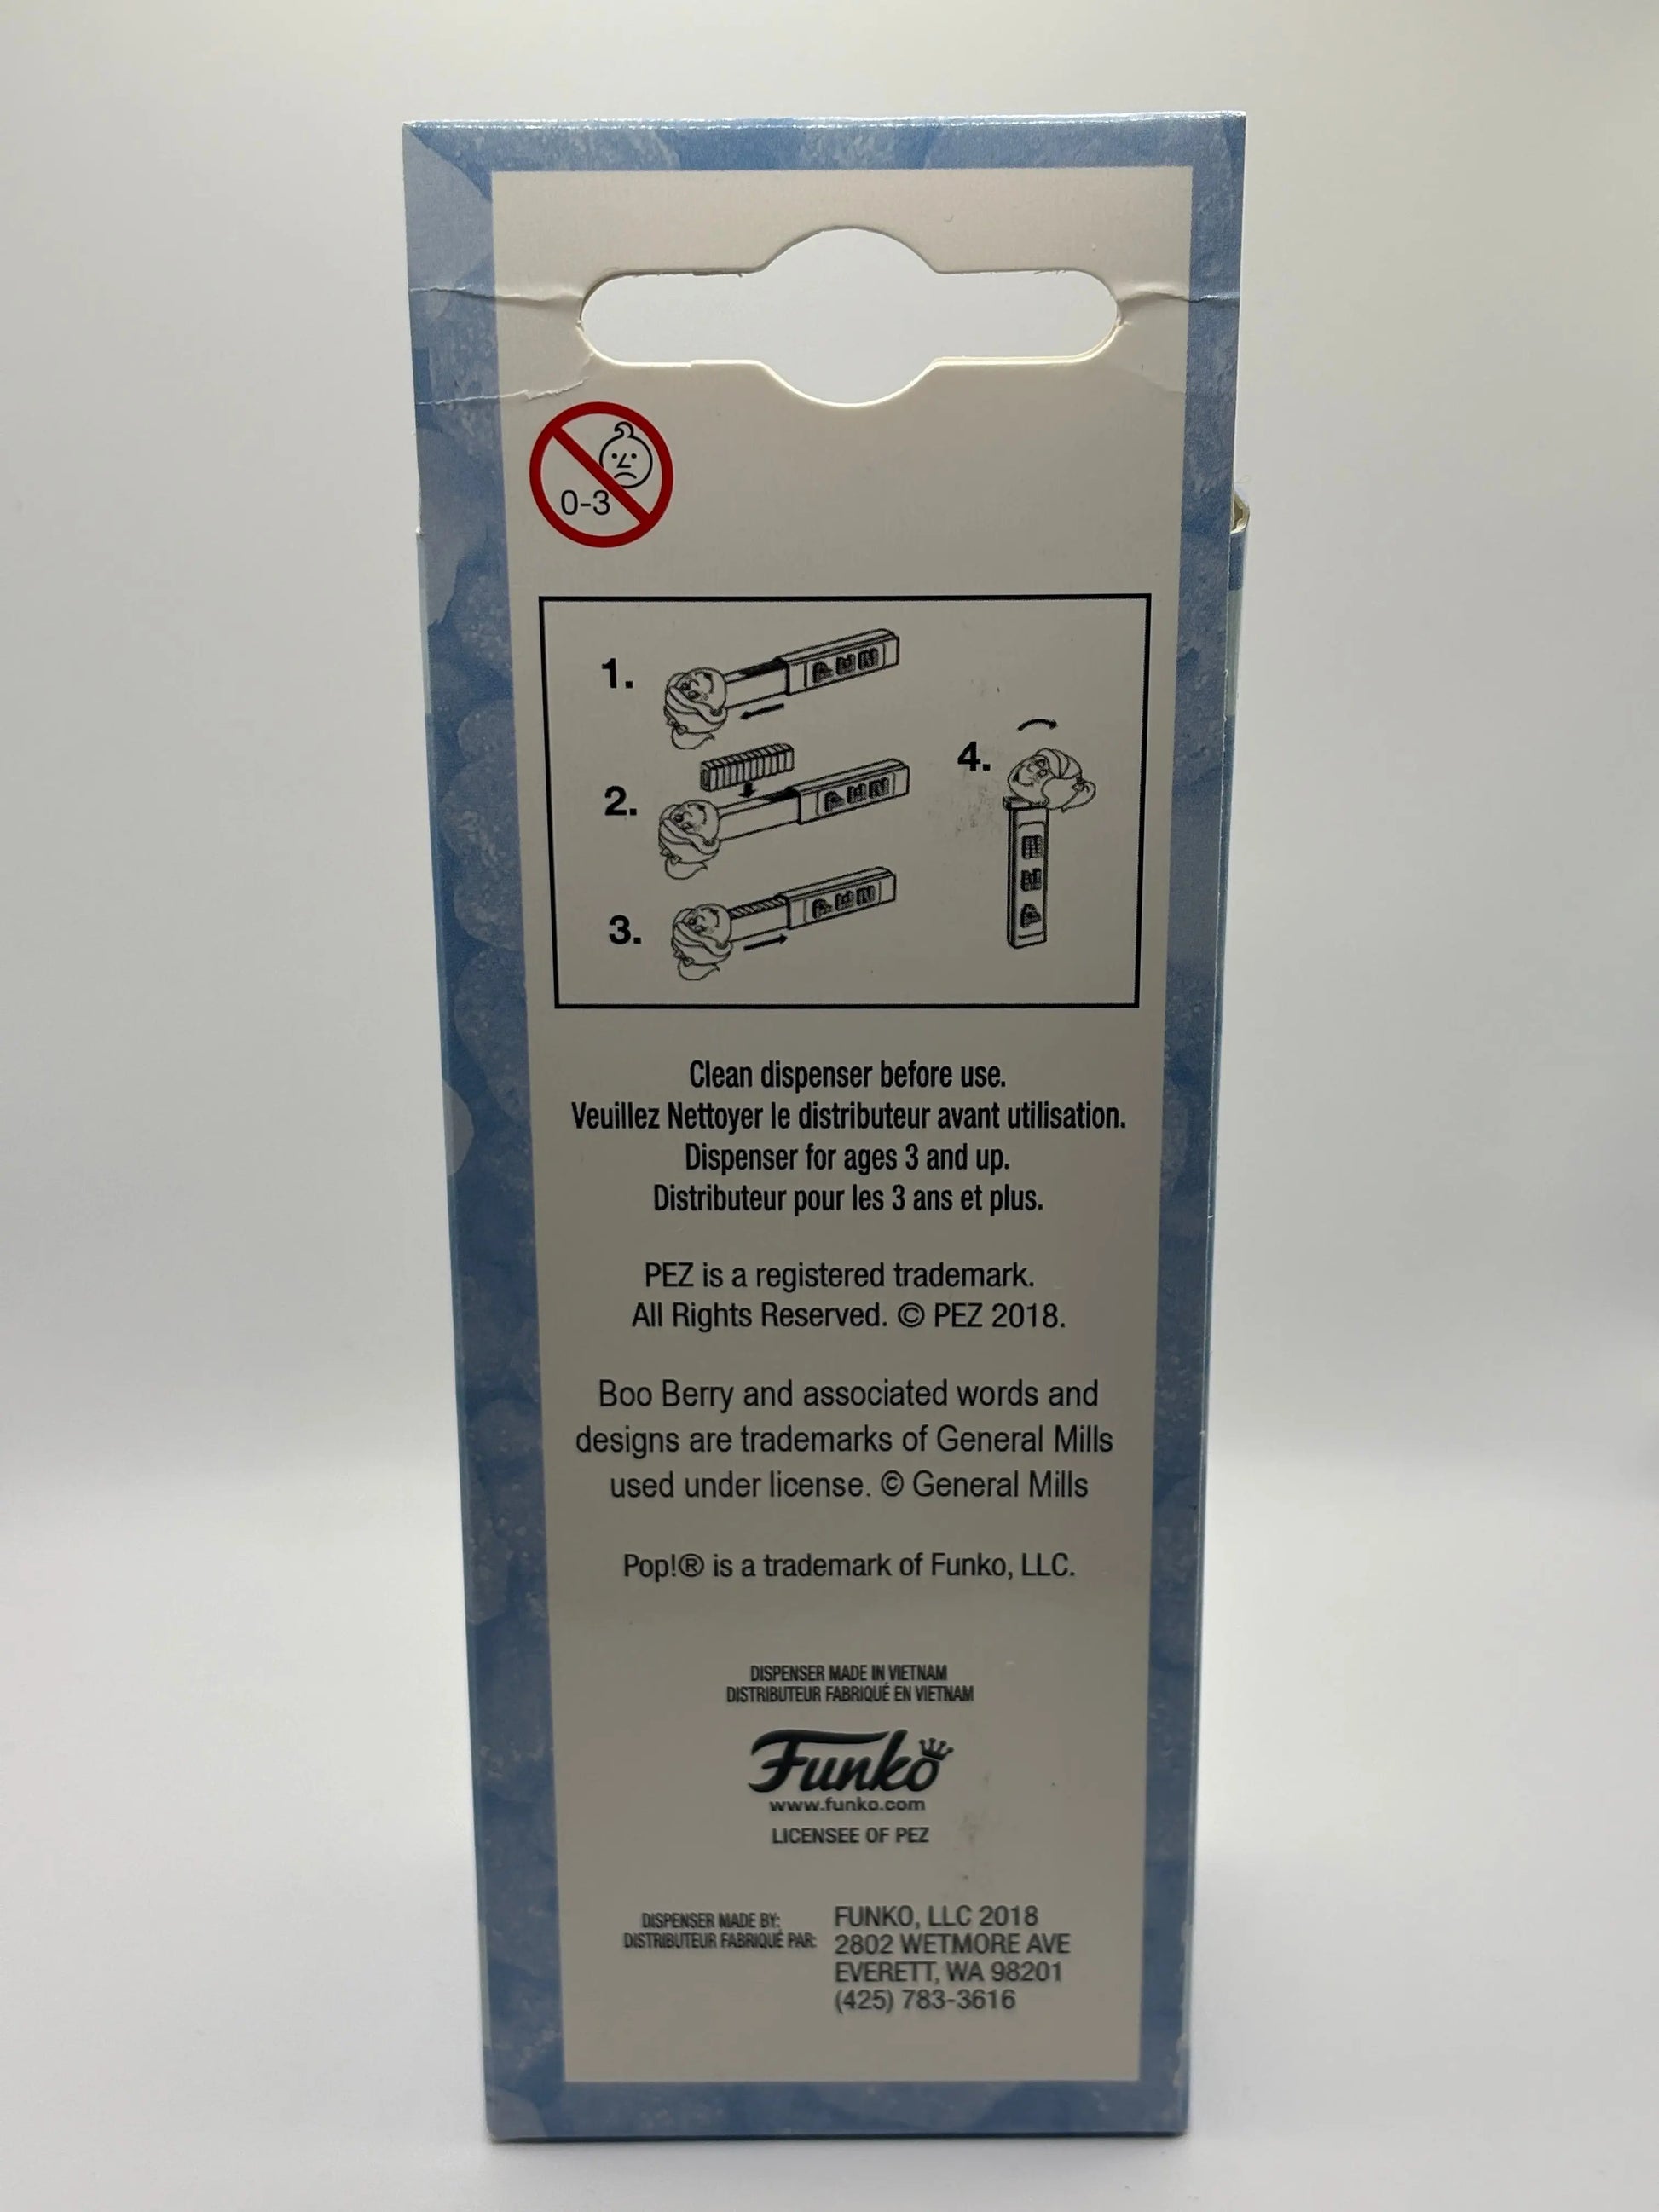 0-3
1.
2.
3.
4.
Clean dispenser before use.
Veuillez Nettoyer le distributeur avant utilisation.
Dispenser for ages 3 and up.
Distributeur pour les 3 ans et plus.
PEZ is a registered trademark.
All Rights Reserved. © PEZ 2018.
Boo Berry and associated words and
designs are trademarks of General Mills
used under license. © General Mills
Pop!® is a trademark of Funko, LLC.
DISPENSER MADE IN VIETNAM
DISTRIBUTEUR FABRIQUÉ EN VIETNAM
Funko
www.funko.com
LICENSEE OF PEZ
DISPENSER MADE BY:
DISTRIBUTEUR FABRIQUÉ PAR:
FUNKO, LLC 2018
2802 WETMORE AVE
EVERETT, WA 98201
(425) 783-3616